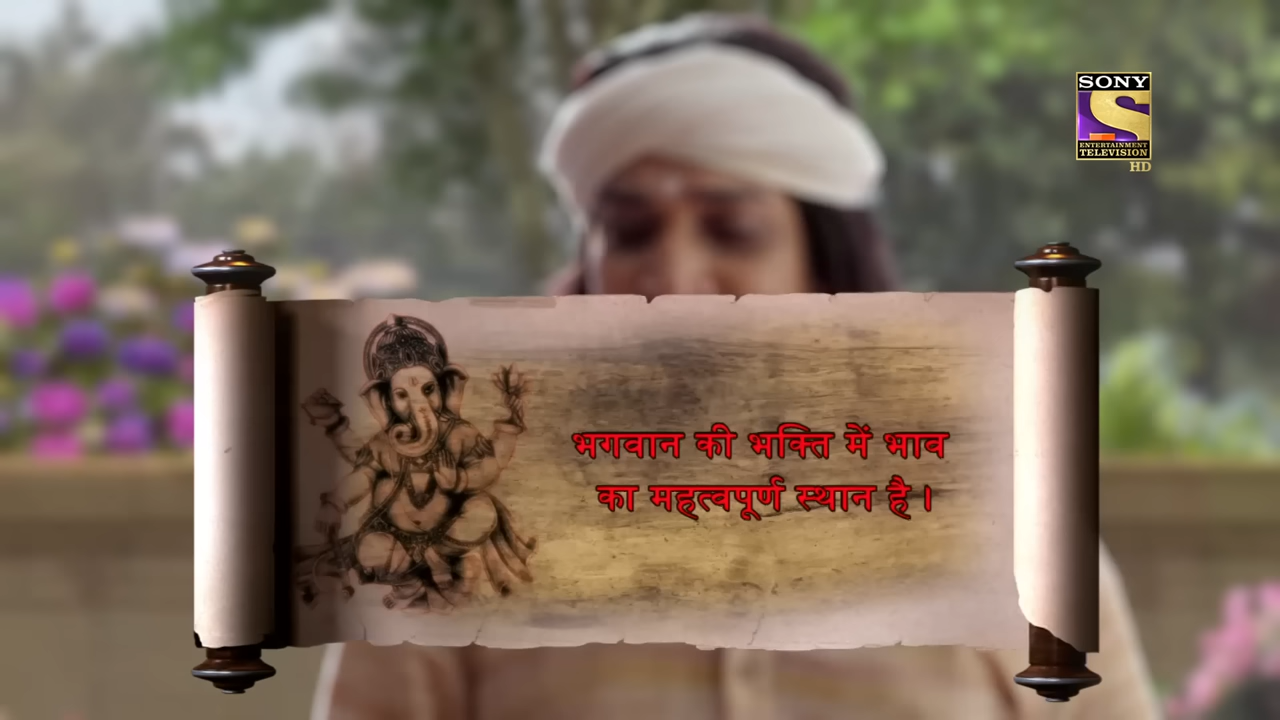 SONY
ENTERTAINMENT
TELEVISION
HD
भगवान की भक्ति में भाव
का महत्वपूर्ण स्थान है ।